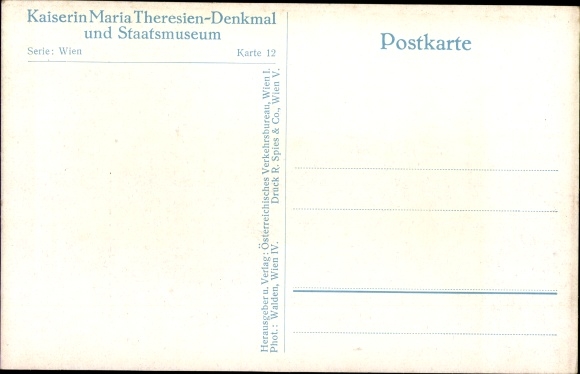 Kaiserin Maria Theresien-Denkmal
und Staatsmuseum
Serie: Wien Karte 12
Postkarte
Herausgeber u. Verlag: Österreichisches Verkehrsbureau, Wien I.
Phot.: Walden, Wien IV. Druck R. Spies & Co., Wien V.